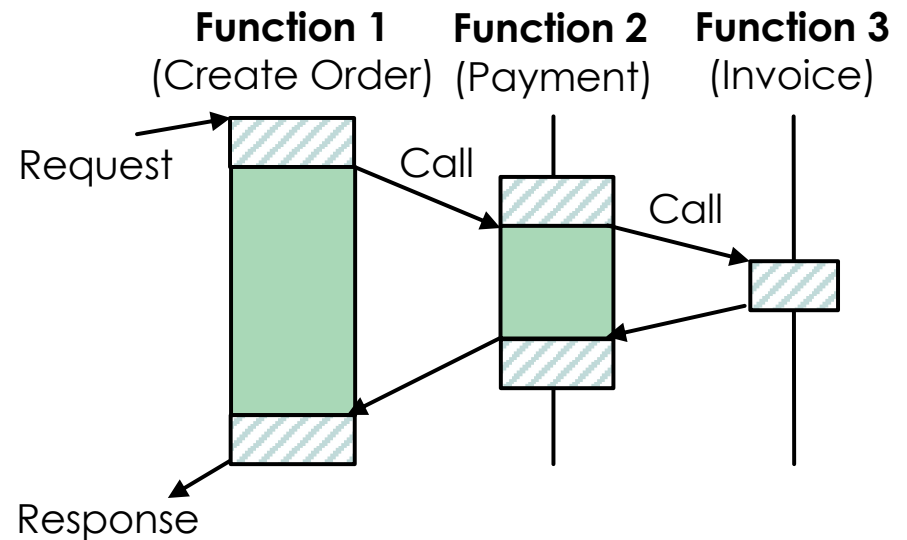 Function 1
(Create Order)
Function 2
(Payment)
Function 3
(Invoice)
Request
Call
Call
Response